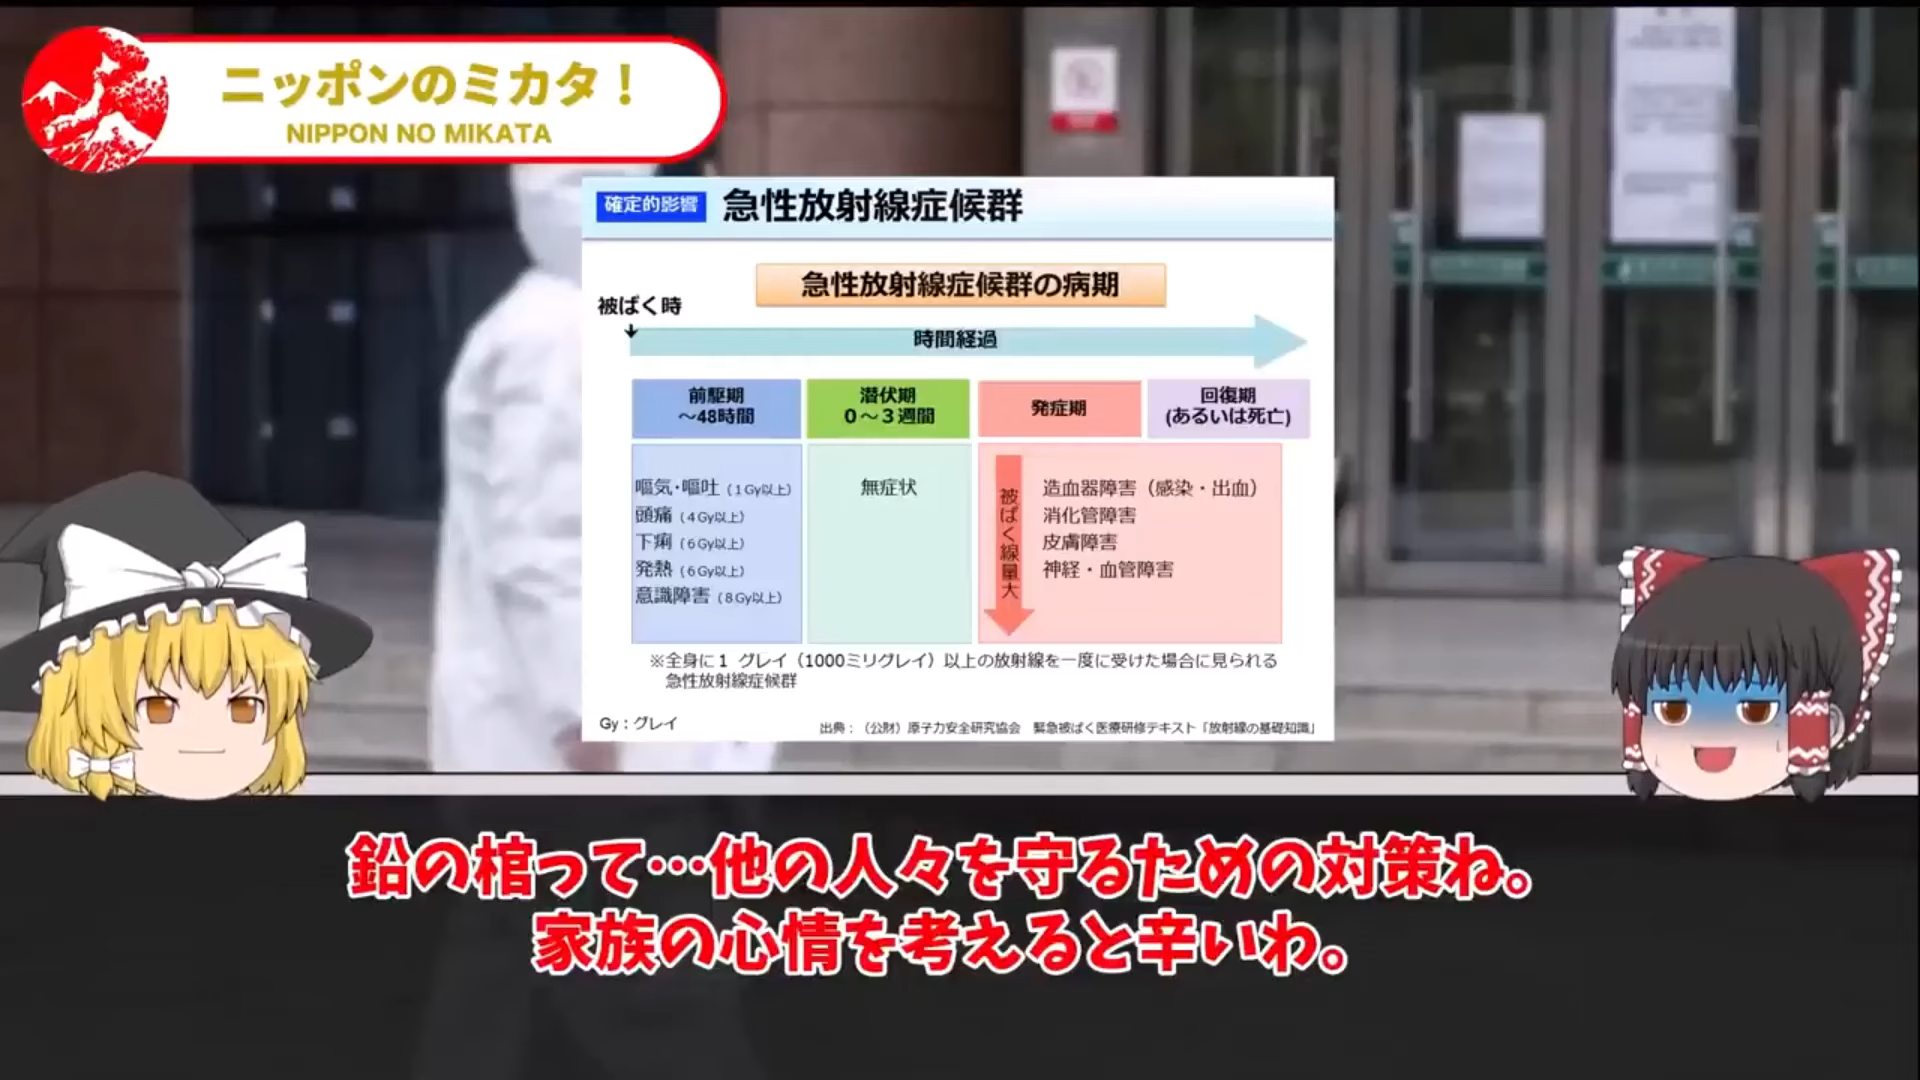 ニッポンのミカタ！
NIPPON NO MIKATA
確定的影響 急性放射線症候群
急性放射線症候群の病期
被ばく時
↓
時間経過
前駆期
～48時間
潜伏期
0～3週間
発症期
回復期
(あるいは死亡)
嘔気･嘔吐（1Gy以上）
頭痛（4Gy以上）
下痢（6Gy以上）
発熱（6Gy以上）
意識障害（8Gy以上）
無症状
被ばく線量大
造血器障害（感染・出血）
消化管障害
皮膚障害
神経・血管障害
※全身に１ グレイ（1000ミリグレイ）以上の放射線を一度に受けた場合に見られる
急性放射線症候群
Gy：グレイ
出典：（公財）原子力安全研究協会 緊急被ばく医療研修テキスト「放射線の基礎知識」
鉛の棺って…他の人々を守るための対策ね。
家族の心情を考えると辛いわ。